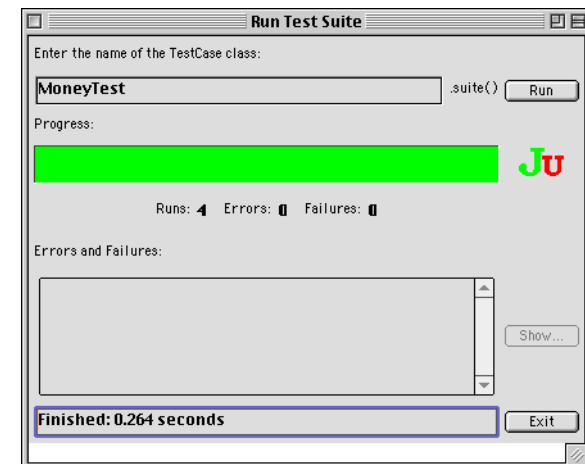 Run Test Suite
Enter the name of the TestCase class:
MoneyTest .suite() Run
Progress:
JU
Runs: 4 Errors: 0 Failures: 0
Errors and Failures:
Show...
Finished: 0.264 seconds Exit